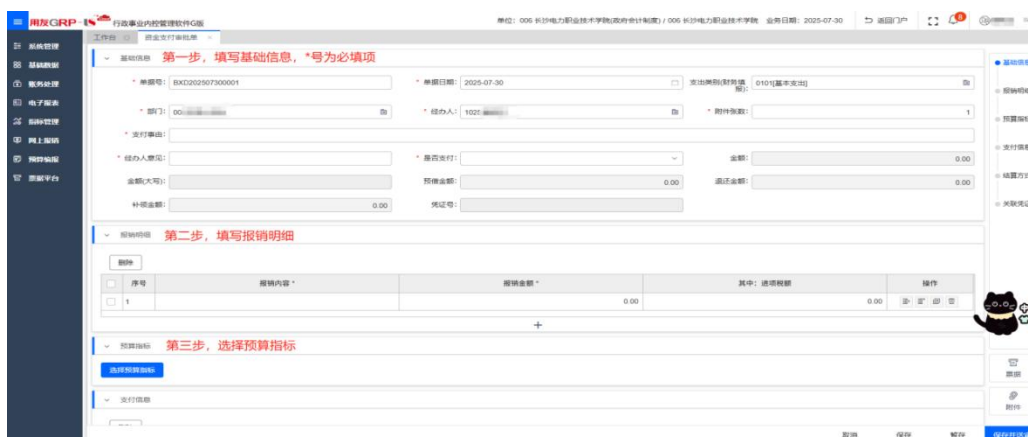 用友GRP-U8 行政事业内控管理软件G版 单位：006 长沙电力职业技术学院(政府会计制度) / 006 长沙电力职业技术学院 业务日期：2025-07-30 返回门户 6
工作台 资金支付审批单
系统管理
基础数据
账务处理
电子报表
指标管理
网上报销
预算编报
票据平台
基础信息 第一步，填写基础信息，*号为必填项
* 单据号： BXD202507300001 * 单据日期： 2025-07-30 支出类别(财务填报)： 0101[基本支出]
* 部门： 00 * 经办人： 1025 * 附件张数： 1
* 支付事由：
* 经办人意见： * 是否支付： 金额： 0.00
金额(大写)： 预借金额： 0.00 退还金额： 0.00
补领金额： 0.00 凭证号：
报销明细 第二步，填写报销明细
删除
序号 报销内容 * 报销金额 * 其中：进项税额 操作
1 0.00 0.00
+
预算指标 第三步，选择预算指标
选择预算指标
支付信息
基础信息
报销明细
预算指标
支付信息
结算方式
关联凭证
票据
附件
取消 保存 暂存 保存并送